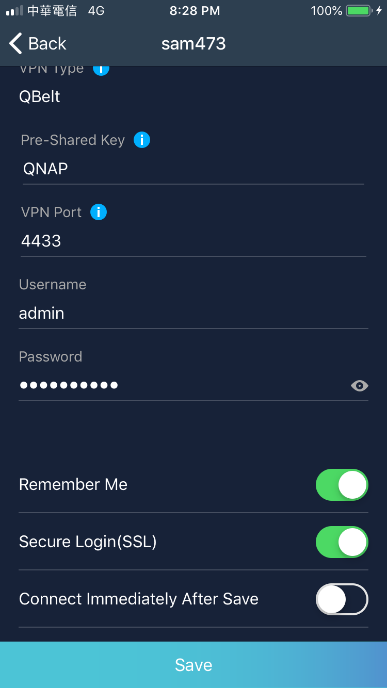 中華電信 4G 8:28 PM 100%
Back sam473
VPN Type
QBelt
Pre-Shared Key
QNAP
VPN Port
4433
Username
admin
Password
••••••••••
Remember Me
Secure Login(SSL)
Connect Immediately After Save
Save